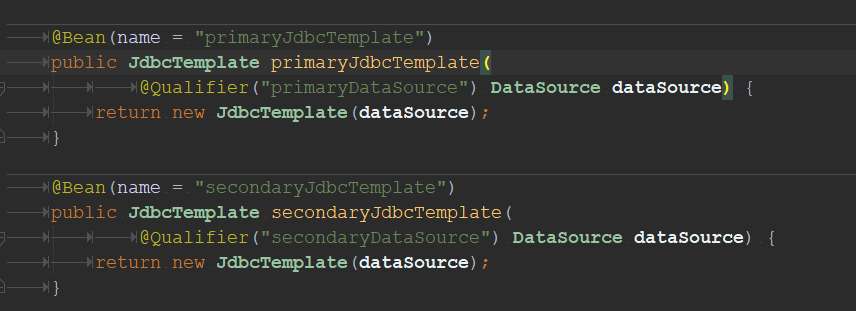 @Bean(name = "primaryJdbcTemplate")
public JdbcTemplate primaryJdbcTemplate(
@Qualifier("primaryDataSource") DataSource dataSource) {
return new JdbcTemplate(dataSource);
}
@Bean(name = "secondaryJdbcTemplate")
public JdbcTemplate secondaryJdbcTemplate(
@Qualifier("secondaryDataSource") DataSource dataSource) {
return new JdbcTemplate(dataSource);
}